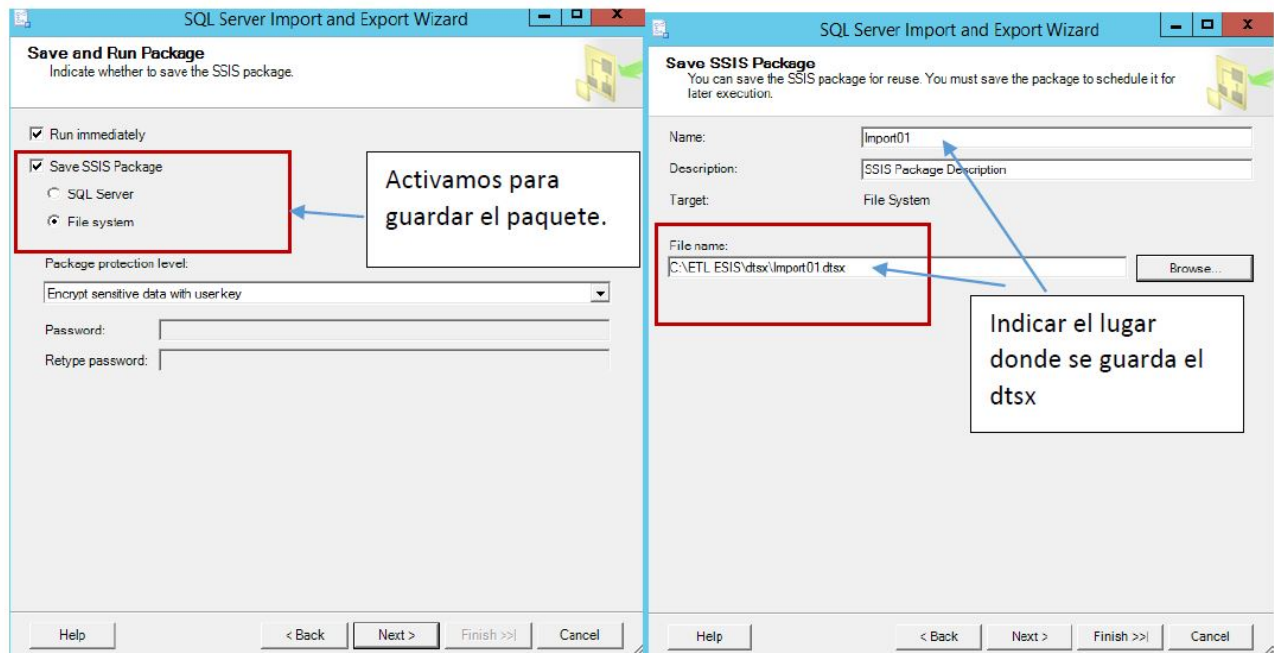 SQL Server Import and Export Wizard
Save and Run Package
Indicate whether to save the SSIS package.
Run immediately
Save SSIS Package
SQL Server
File system
Activamos para
guardar el paquete.
Package protection level:
Encrypt sensitive data with user key
Password:
Retype password:
Help
< Back
Next >
Finish >>|
Cancel
SQL Server Import and Export Wizard
Save SSIS Package
You can save the SSIS package for reuse. You must save the package to schedule it for
later execution.
Name:
Import01
Description:
SSIS Package Description
Target:
File System
File name:
C:\ETL ESIS\dtsx\Import01.dtsx
Browse...
Indicar el lugar
donde se guarda el
dtsx
Help
< Back
Next >
Finish >>|
Cancel